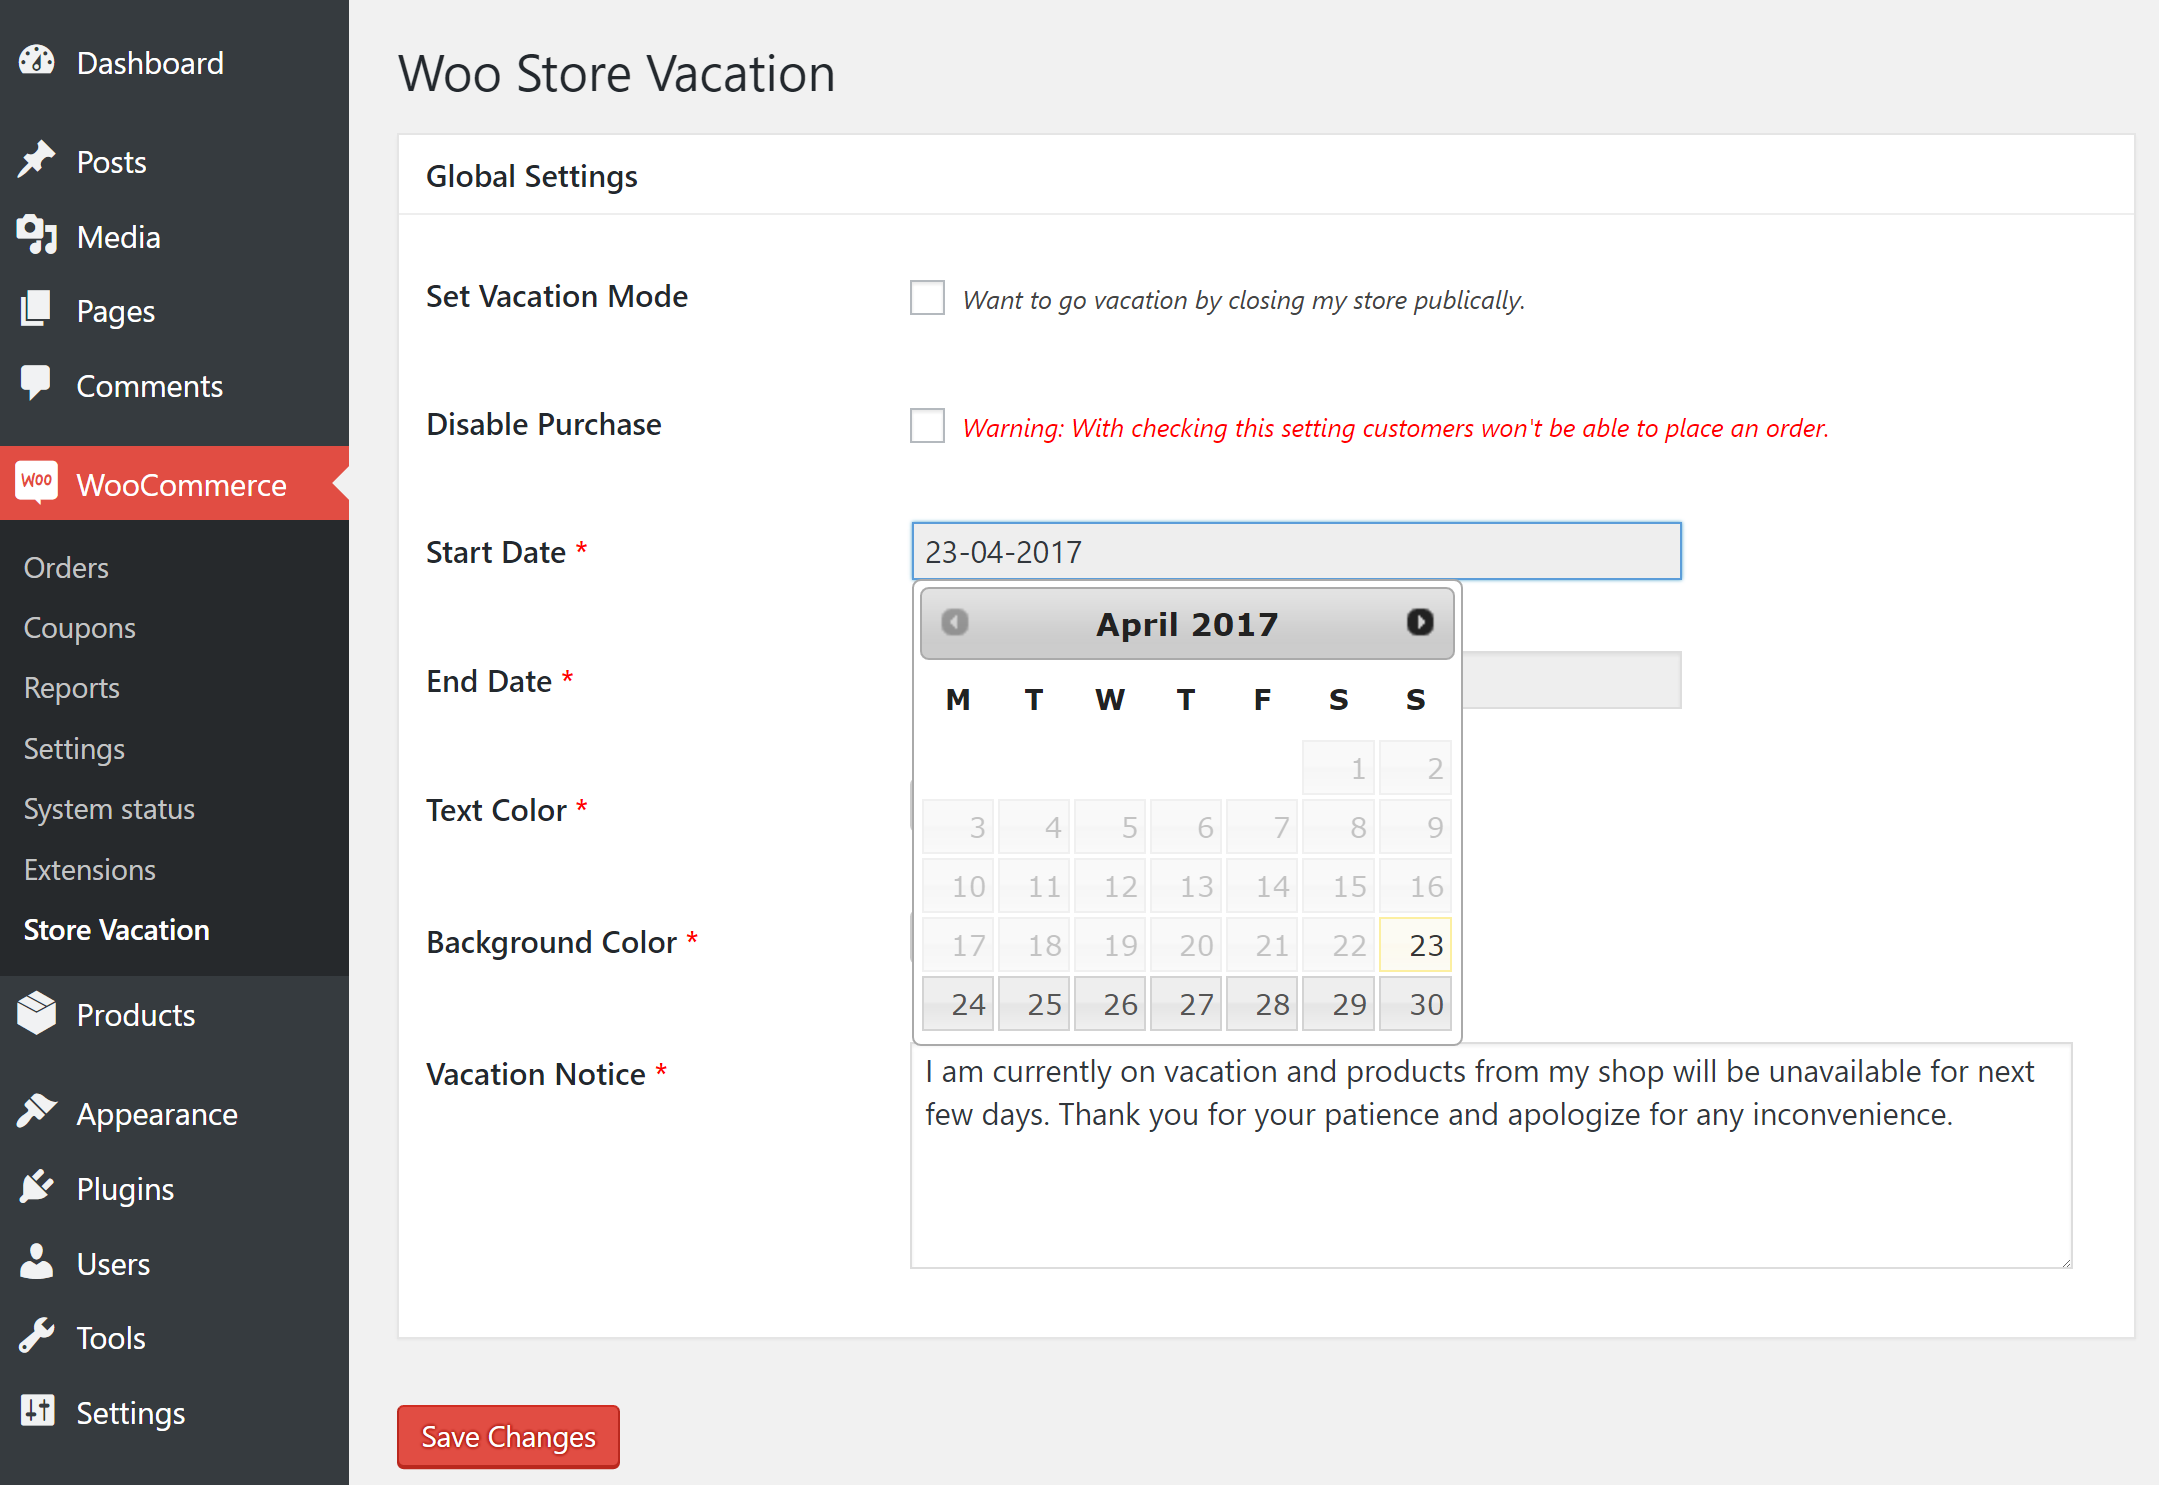 Dashboard
Posts
Media
Pages
Comments
Woo
WooCommerce
Orders
Coupons
Reports
Settings
System status
Extensions
Store Vacation
Products
Appearance
Plugins
Users
Tools
Settings
Woo Store Vacation
Global Settings
Set Vacation Mode
Want to go vacation by closing my store publically.
Disable Purchase
Warning: With checking this setting customers won't be able to place an order.
Start Date *
23-04-2017
April 2017
M T W T F S S
1 2
3 4 5 6 7 8 9
10 11 12 13 14 15 16
17 18 19 20 21 22 23
24 25 26 27 28 29 30
End Date *
Text Color *
Background Color *
Vacation Notice *
I am currently on vacation and products from my shop will be unavailable for next
few days. Thank you for your patience and apologize for any inconvenience.
Save Changes